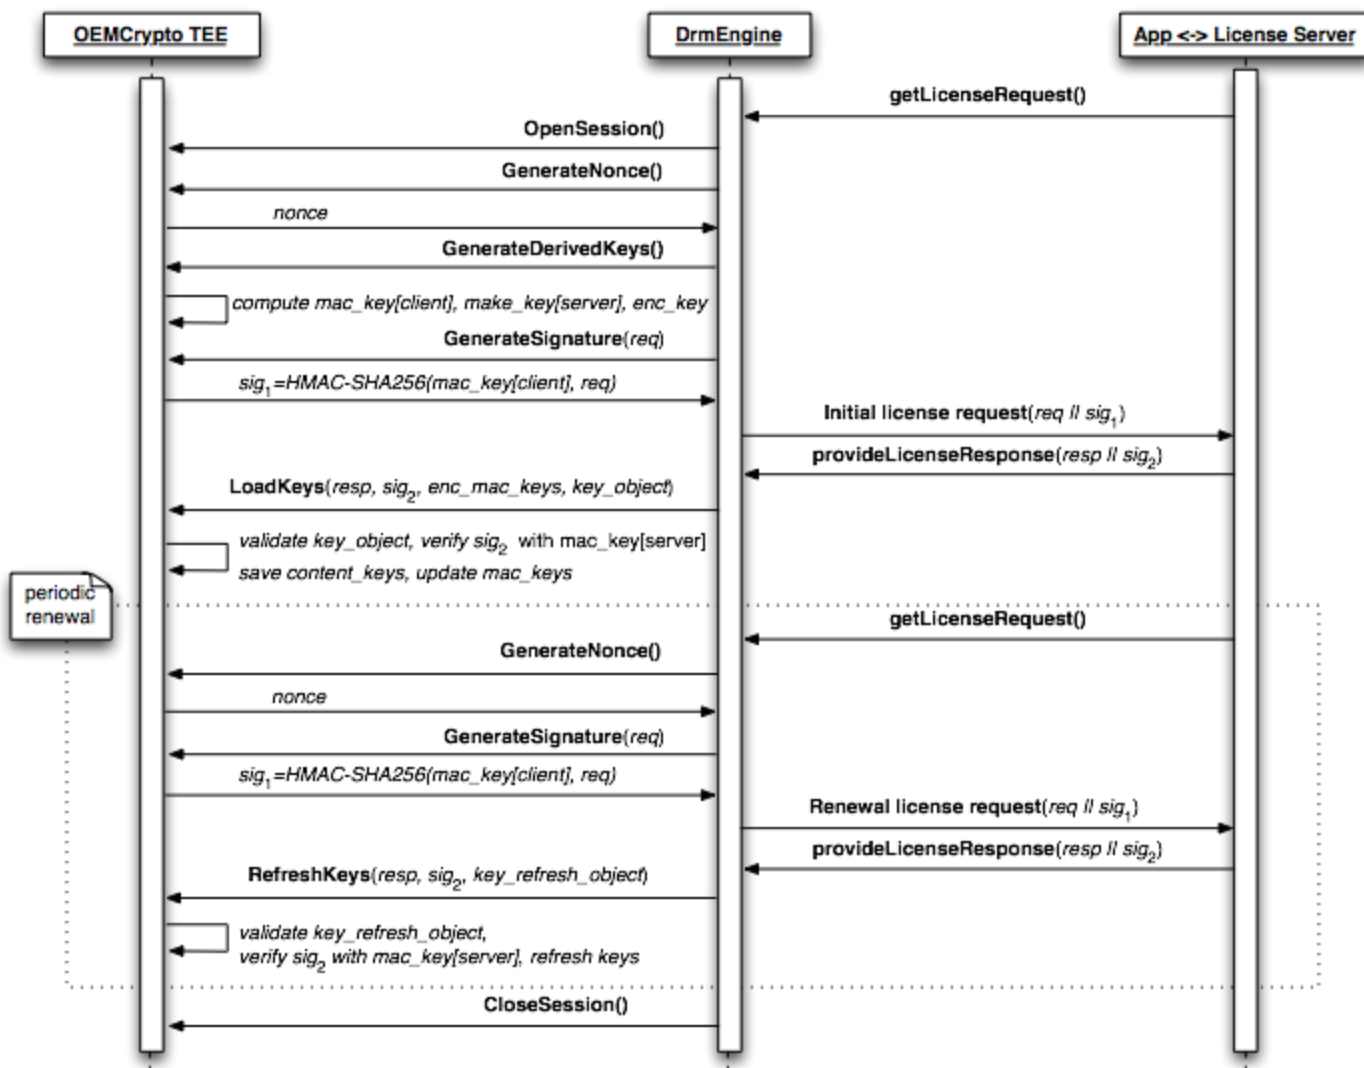 OEMCrypto TEE
DrmEngine
App <-> License Server
getLicenseRequest()
OpenSession()
GenerateNonce()
nonce
GenerateDerivedKeys()
compute mac_key[client], make_key[server], enc_key
GenerateSignature(req)
sig1=HMAC-SHA256(mac_key[client], req)
Initial license request(req // sig1)
provideLicenseResponse(resp // sig2)
LoadKeys(resp, sig2, enc_mac_keys, key_object)
validate key_object, verify sig2 with mac_key[server]
save content_keys, update mac_keys
periodic
renewal
getLicenseRequest()
GenerateNonce()
nonce
GenerateSignature(req)
sig1=HMAC-SHA256(mac_key[client], req)
Renewal license request(req // sig1)
provideLicenseResponse(resp // sig2)
RefreshKeys(resp, sig2, key_refresh_object)
validate key_refresh_object,
verify sig2 with mac_key[server], refresh keys
CloseSession()